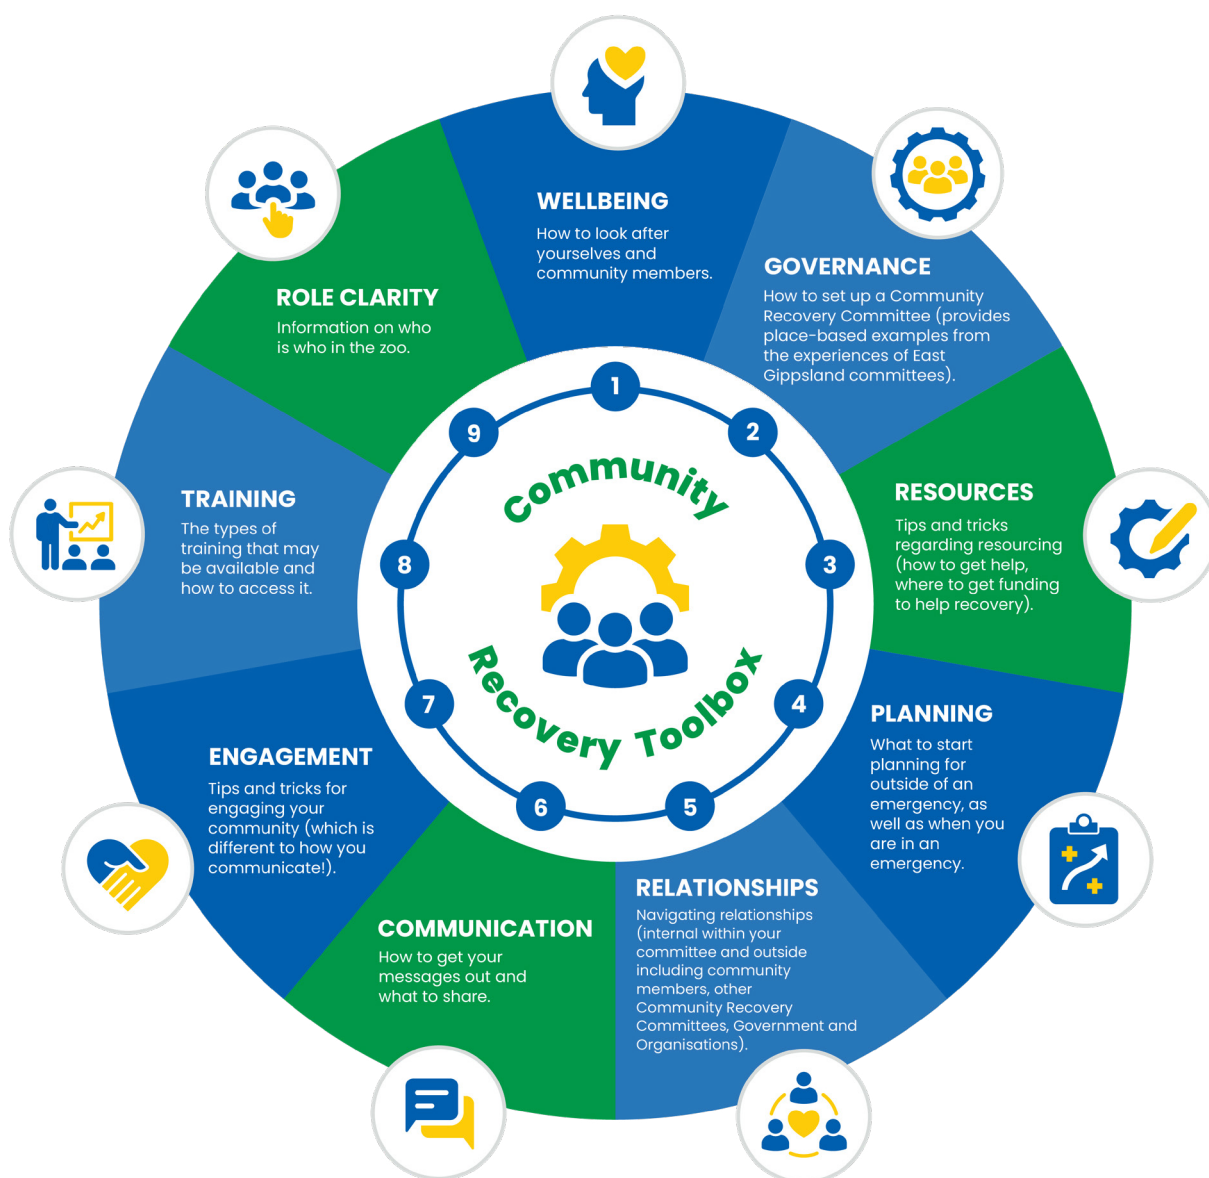 Community
Recovery Toolbox
1
WELLBEING
How to look after
yourselves and
community members.
2
GOVERNANCE
How to set up a Community
Recovery Committee (provides
place-based examples from
the experiences of East
Gippsland committees).
3
RESOURCES
Tips and tricks
regarding resourcing
(how to get help,
where to get funding
to help recovery).
4
PLANNING
What to start
planning for
outside of an
emergency, as
well as when you
are in an
emergency.
5
RELATIONSHIPS
Navigating relationships
(internal within your
committee and outside
including community
members, other
Community Recovery
Committees, Government and
Organisations).
6
COMMUNICATION
How to get your
messages out and
what to share.
7
ENGAGEMENT
Tips and tricks for
engaging your
community (which is
different to how you
communicate!).
8
TRAINING
The types of
training that may
be available and
how to access it.
9
ROLE CLARITY
Information on who
is who in the zoo.